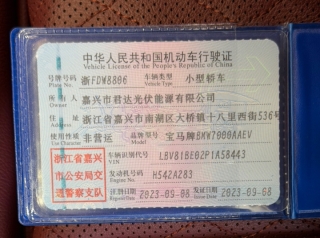 中华人民共和国机动车行驶证
Vehicle License of the People's Republic of China
号牌号码 浙FDW8806 车辆类型 小型轿车
Plate No. Vehicle Type
所有人 嘉兴市君达光伏能源有限公司
Owner
住址 浙江省嘉兴市南湖区大桥镇十八里西街536号
Address
使用性质 非营运 品牌型号 宝马牌BMW7000AAEV
Use Character Model
浙江省嘉兴市公安局交通警察支队
车辆识别代号 LBV81BE02PIA58443
VIN
发动机号码 HS42AZ83
Engine No.
注册日期 2023-09-08 发证日期 2023-09-08
Register Date Issue Date